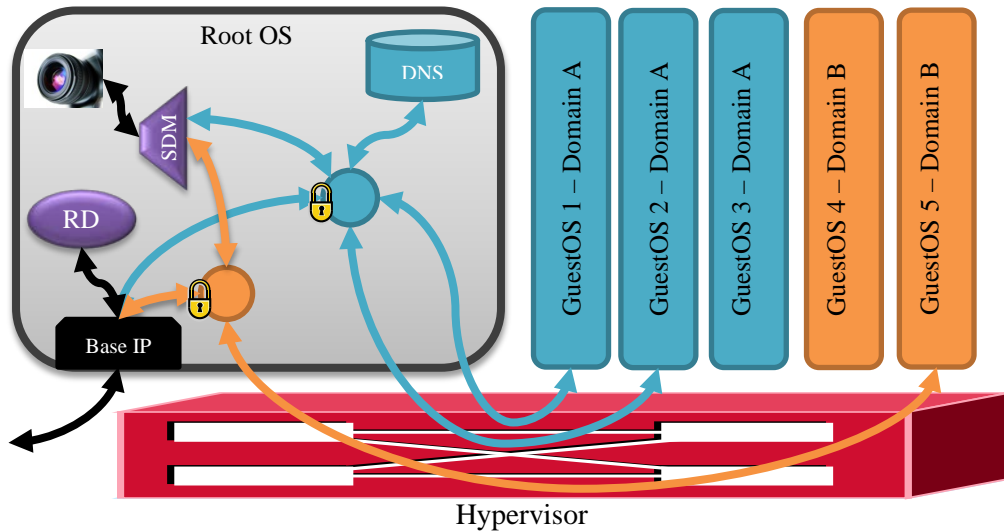 Root OS
DNS
SDM
RD
Base IP
GuestOS 1 – Domain A
GuestOS 2 – Domain A
GuestOS 3 – Domain A
GuestOS 4 – Domain B
GuestOS 5 – Domain B
Hypervisor